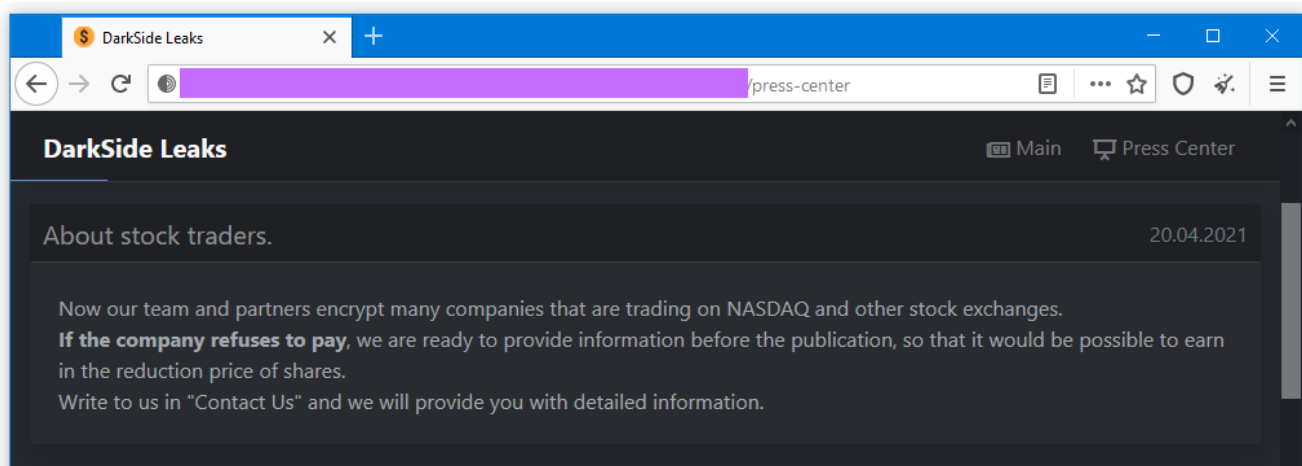 DarkSide Leaks
/press-center
DarkSide Leaks
Main
Press Center
About stock traders.
20.04.2021
Now our team and partners encrypt many companies that are trading on NASDAQ and other stock exchanges.
If the company refuses to pay, we are ready to provide information before the publication, so that it would be possible to earn
in the reduction price of shares.
Write to us in "Contact Us" and we will provide you with detailed information.